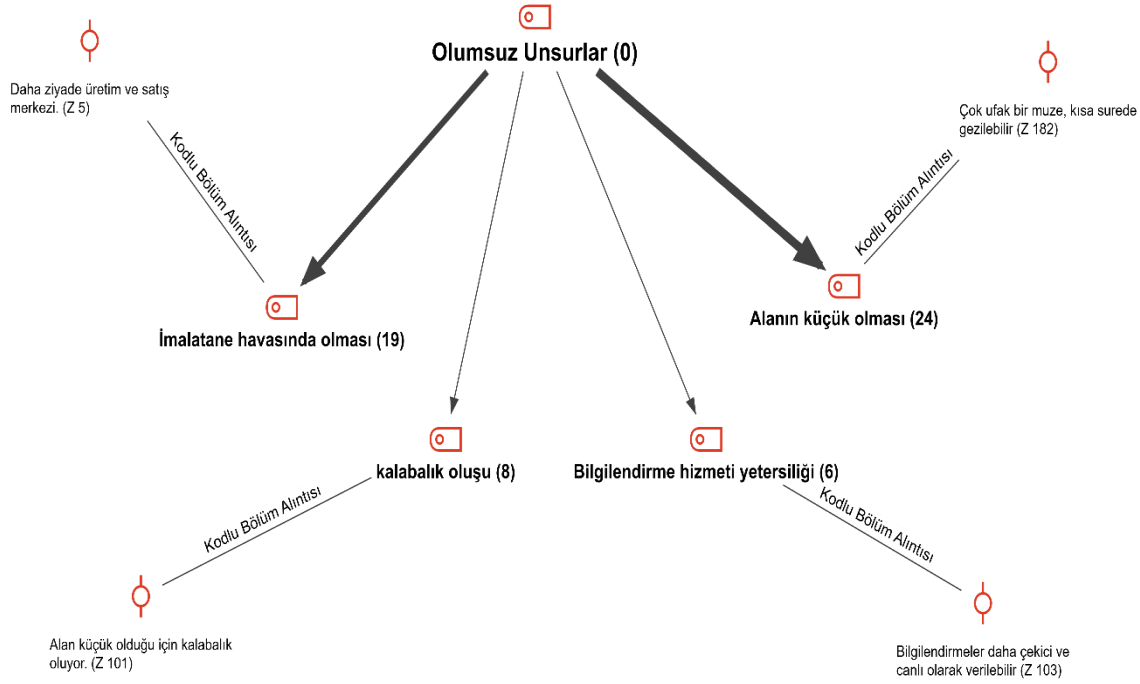 Olumsuz Unsurlar (0)
Daha ziyade üretim ve satış
merkezi. (Z 5)
Çok ufak bir muze, kısa surede
gezilebilir (Z 182)
Kodlu Bölüm Alıntısı
Kodlu Bölüm Alıntısı
İmalatane havasında olması (19)
Alanın küçük olması (24)
kalabalık oluşu (8)
Bilgilendirme hizmeti yetersiliği (6)
Kodlu Bölüm Alıntısı
Kodlu Bölüm Alıntısı
Alan küçük olduğu için kalabalık
oluyor. (Z 101)
Bilgilendirmeler daha çekici ve
canlı olarak verilebilir (Z 103)